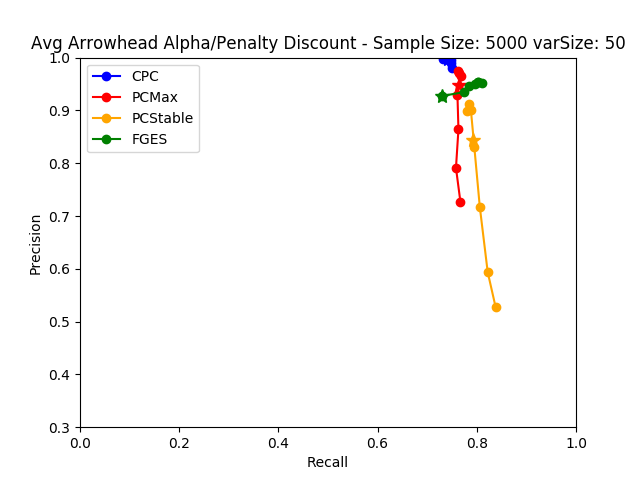 Avg Arrowhead Alpha/Penalty Discount - Sample Size: 5000 varSize: 50
1.0
0.9
0.8
0.7
0.6
0.5
0.4
0.3
Precision
CPC
PCMax
PCStable
FGES
0.0 0.2 0.4 0.6 0.8 1.0
Recall